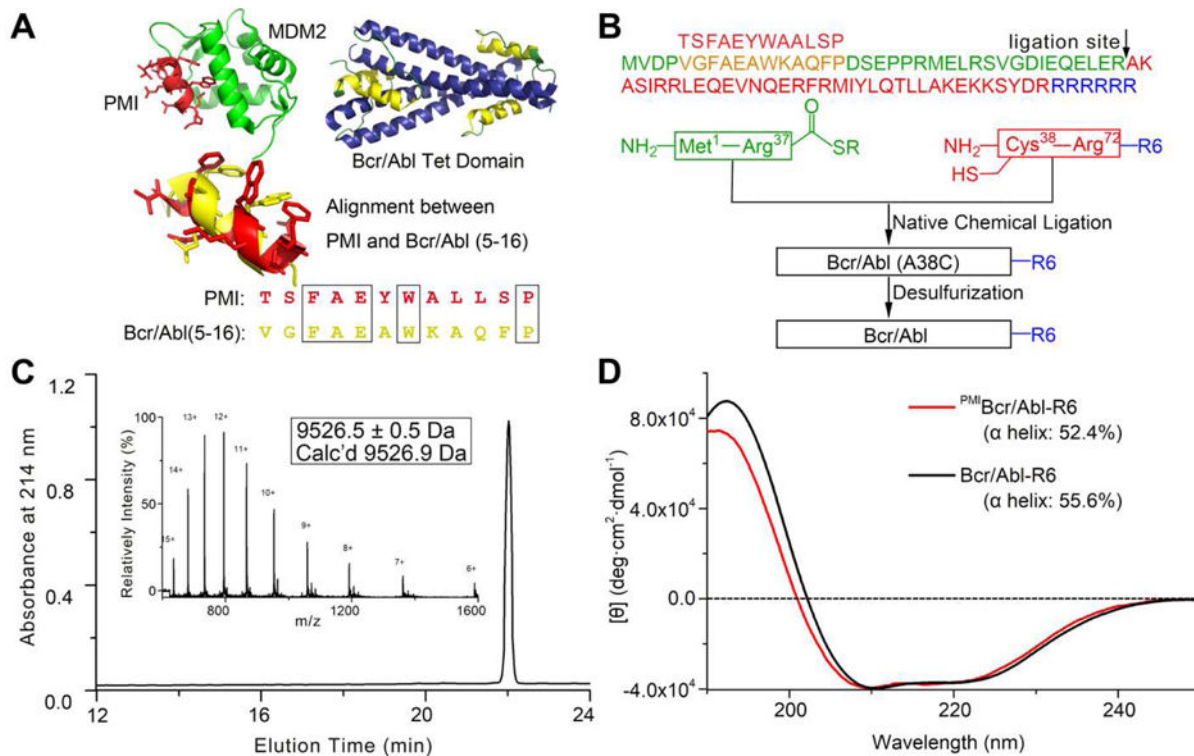 A
MDM2
PMI
Bcr/Abl Tet Domain
Alignment between
PMI and Bcr/Abl (5-16)
PMI: T S F A E Y W A L L S P
Bcr/Abl(5-16): V G F A E A W K A Q F P
B
TSFAEYWAALSP
ligation site
MVDPVGFAEAWKAQFPDSEPPRMELRSVGDIEQELERAK
ASIRRLEQEVNQERFRMIYLQTLLAKEKKSYDRRRRRRR
NH₂ Met¹ Arg³⁷ O SR
NH₂ Cys³⁸ Arg⁷² R6
HS
Native Chemical Ligation
Bcr/Abl (A38C) R6
Desulfurization
Bcr/Abl R6
C
Absorbance at 214 nm
1.2
0.8
0.4
0.0
12 16 20 24
Elution Time (min)
Relatively Intensity (%)
100
50
0
15+ 14+ 13+ 12+ 11+ 10+ 9+ 8+ 7+ 6+
9526.5 ± 0.5 Da
Calc'd 9526.9 Da
800 1200 1600
m/z
D
[θ] (deg·cm²·dmol⁻¹)
8.0x10⁴
4.0x10⁴
0.0
-4.0x10⁴
ᴾᴹᴵBcr/Abl-R6
(α helix: 52.4%)
Bcr/Abl-R6
(α helix: 55.6%)
200 220 240
Wavelength (nm)